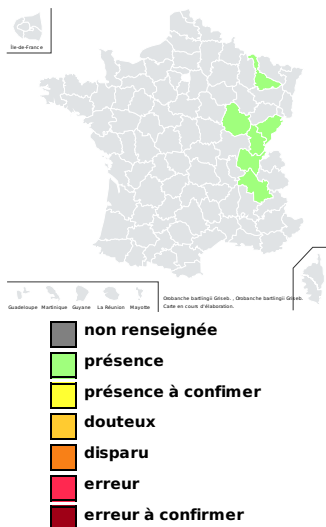 Île-de-France
Guadeloupe Martinique Guyane La Réunion Mayotte
Orobanche bartlingii Griseb. , Orobanche bartlingii Griseb.
Carte en cours d'élaboration.
non renseignée
présence
présence à confimer
douteux
disparu
erreur
erreur à confirmer